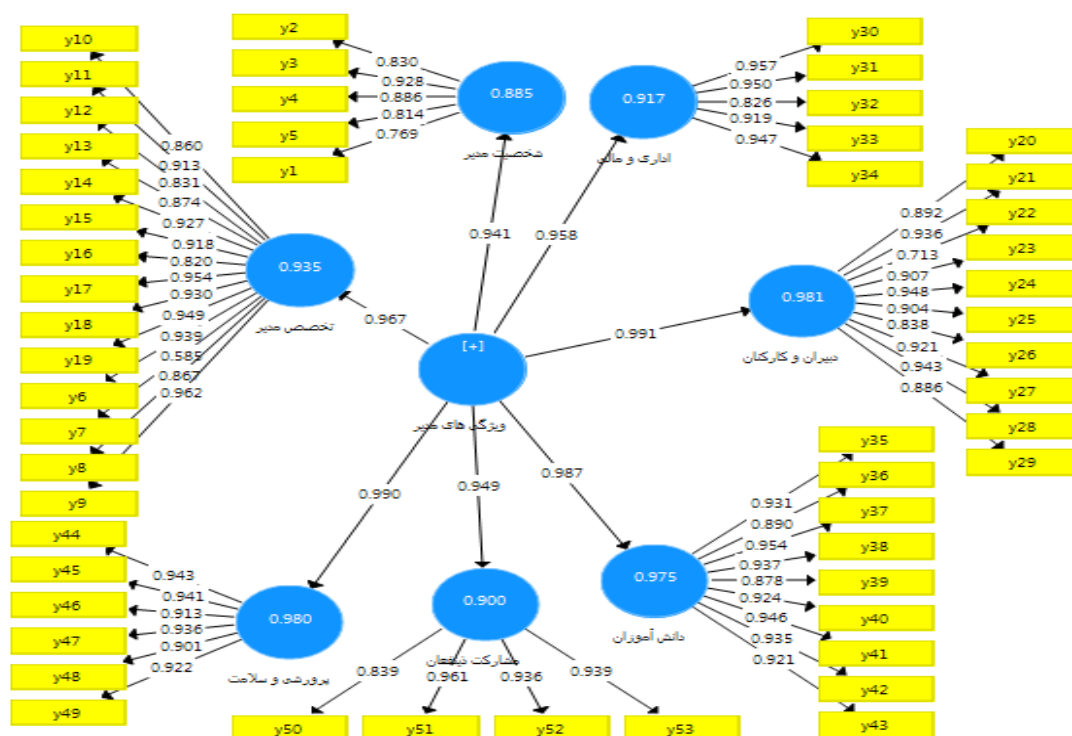 y10
y11
y12
y13
y14
y15
y16
y17
y18
y19
y6
y7
y8
y9
0.860
0.913
0.831
0.874
0.927
0.918
0.820
0.954
0.930
0.949
0.939
0.585
0.867
0.962
0.935
تخصص مدیر
y2
y3
y4
y5
y1
0.830
0.928
0.886
0.814
0.769
0.885
شخصیت مدیر
0.917
اداری و مالی
0.957
0.950
0.826
0.919
0.947
y30
y31
y32
y33
y34
0.941
0.958
0.967
0.991
[+]
ویژگی های مدیر
0.990
0.949
0.987
0.981
دبیران و کارکنان
0.892
0.936
0.713
0.907
0.948
0.904
0.838
0.921
0.943
0.886
y20
y21
y22
y23
y24
y25
y26
y27
y28
y29
y44
y45
y46
y47
y48
y49
0.943
0.941
0.913
0.936
0.901
0.922
0.980
پرورشی و سلامت
0.900
مشارکت ذینفعان
0.839
0.961
0.936
0.939
y50
y51
y52
y53
0.975
دانش آموزان
0.931
0.890
0.954
0.937
0.878
0.924
0.946
0.935
0.921
y35
y36
y37
y38
y39
y40
y41
y42
y43